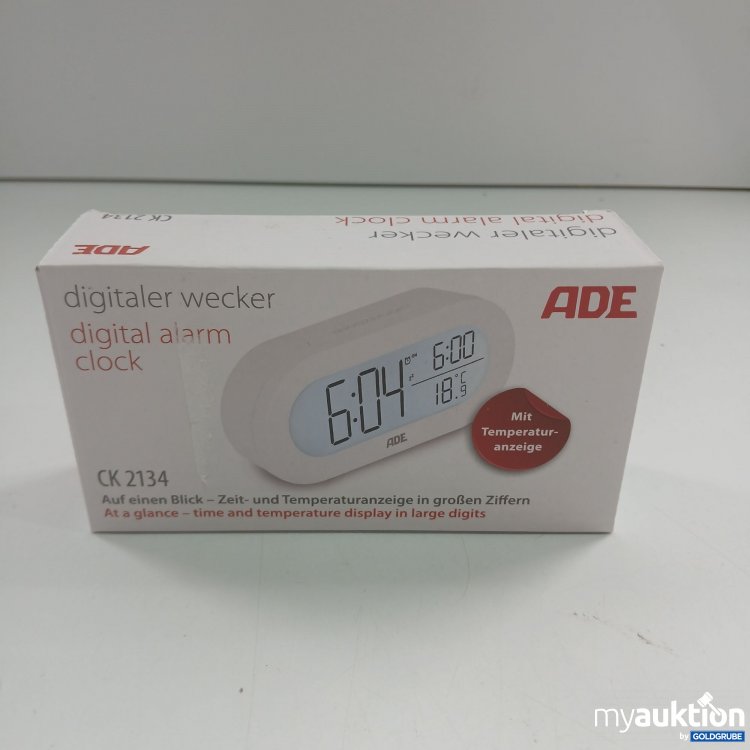 CK 2134
digital alarm clock
digitaler wecker
ADE
digitaler wecker
digital alarm
clock
ADE
6:04
6:00
18.9 °C
ADE
Mit
Temperatur-
anzeige
CK 2134
Auf einen Blick – Zeit- und Temperaturanzeige in großen Ziffern
At a glance – time and temperature display in large digits
myauktion
by GOLDGRUBE